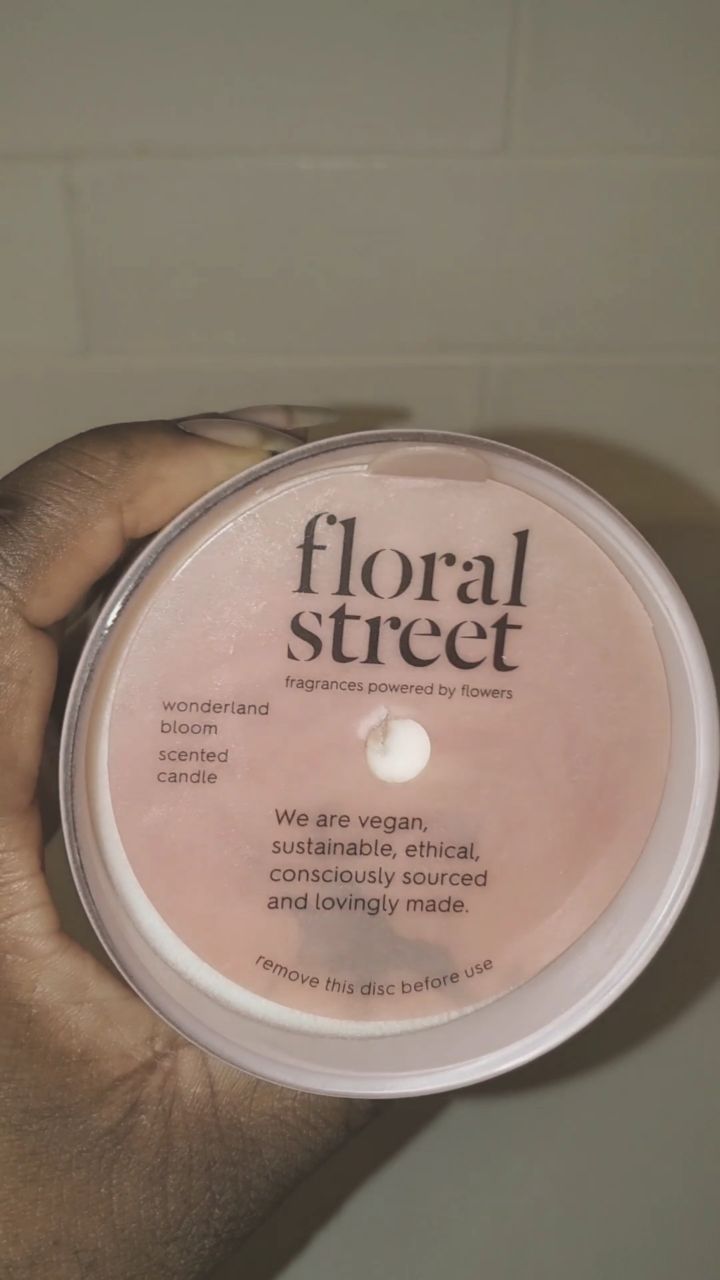 floral
street
fragrances powered by flowers
wonderland
bloom
scented
candle
We are vegan,
sustainable, ethical,
consciously sourced
and lovingly made.
remove this disc before use